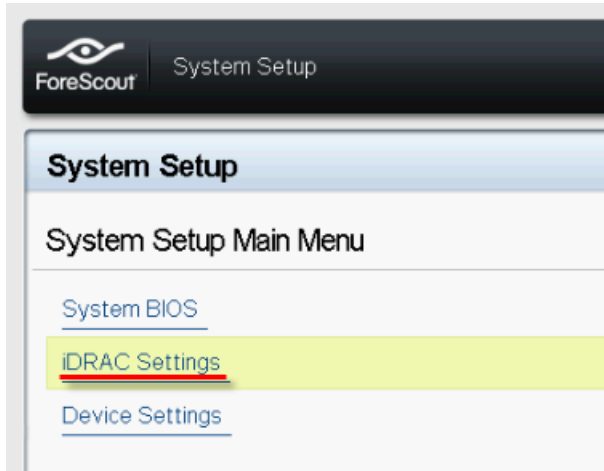 ForeScout
System Setup
System Setup
System Setup Main Menu
System BIOS
iDRAC Settings
Device Settings